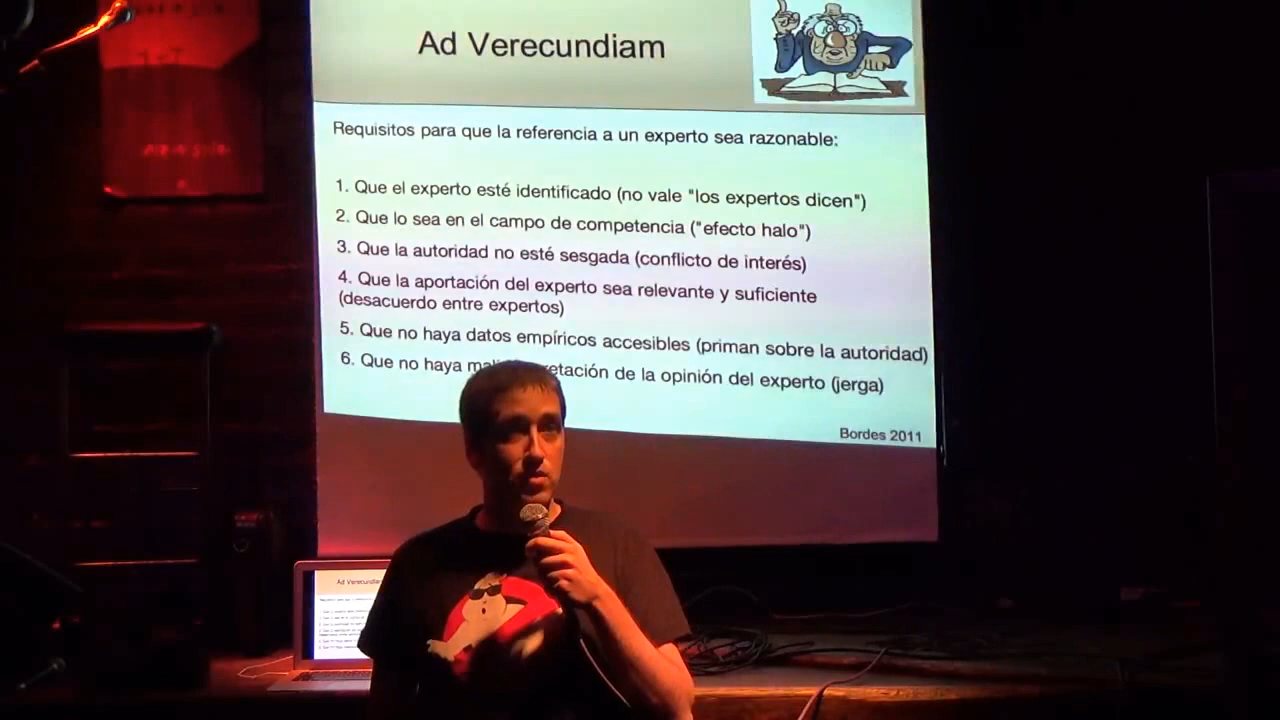 Ad Verecundiam
Requisitos para que la referencia a un experto sea razonable:
1. Que el experto esté identificado (no vale "los expertos dicen")
2. Que lo sea en el campo de competencia ("efecto halo")
3. Que la autoridad no esté sesgada (conflicto de interés)
4. Que la aportación del experto sea relevante y suficiente
(desacuerdo entre expertos)
5. Que no haya datos empíricos accesibles (priman sobre la autoridad)
6. Que no haya de la opinión del experto (jerga)
Bordes 2011
Ad